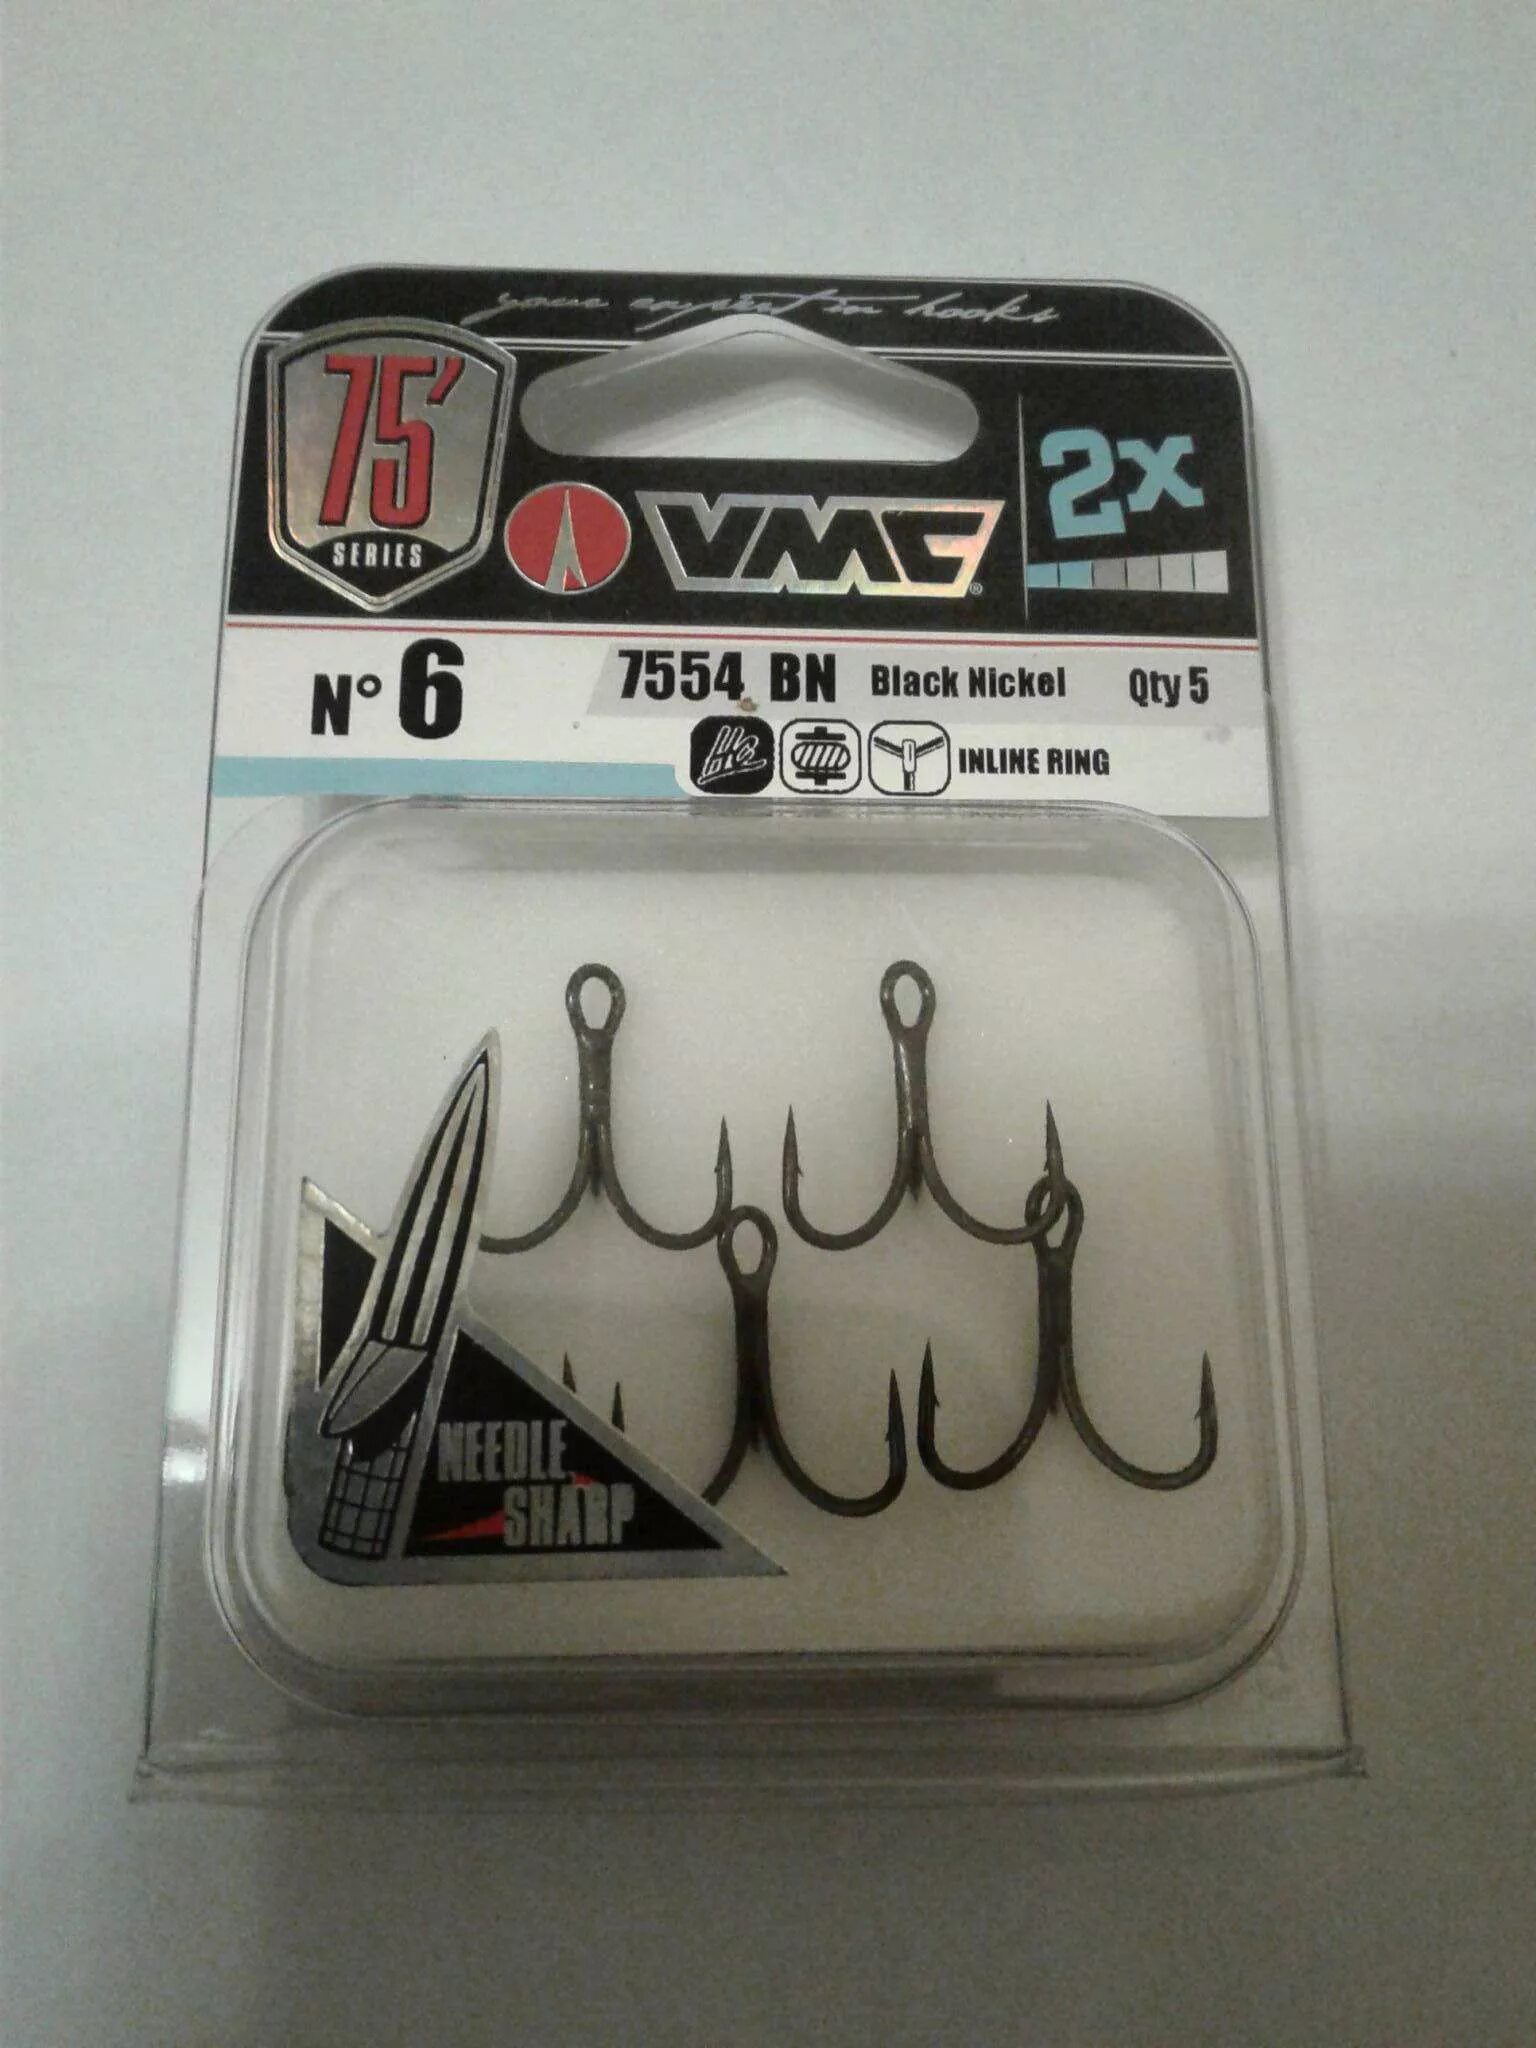 your expert in hooks
75'
SERIES
VMC®
2x
N° 6
7554 BN Black Nickel Qty 5
INLINE RING
NEEDLE
SHARP